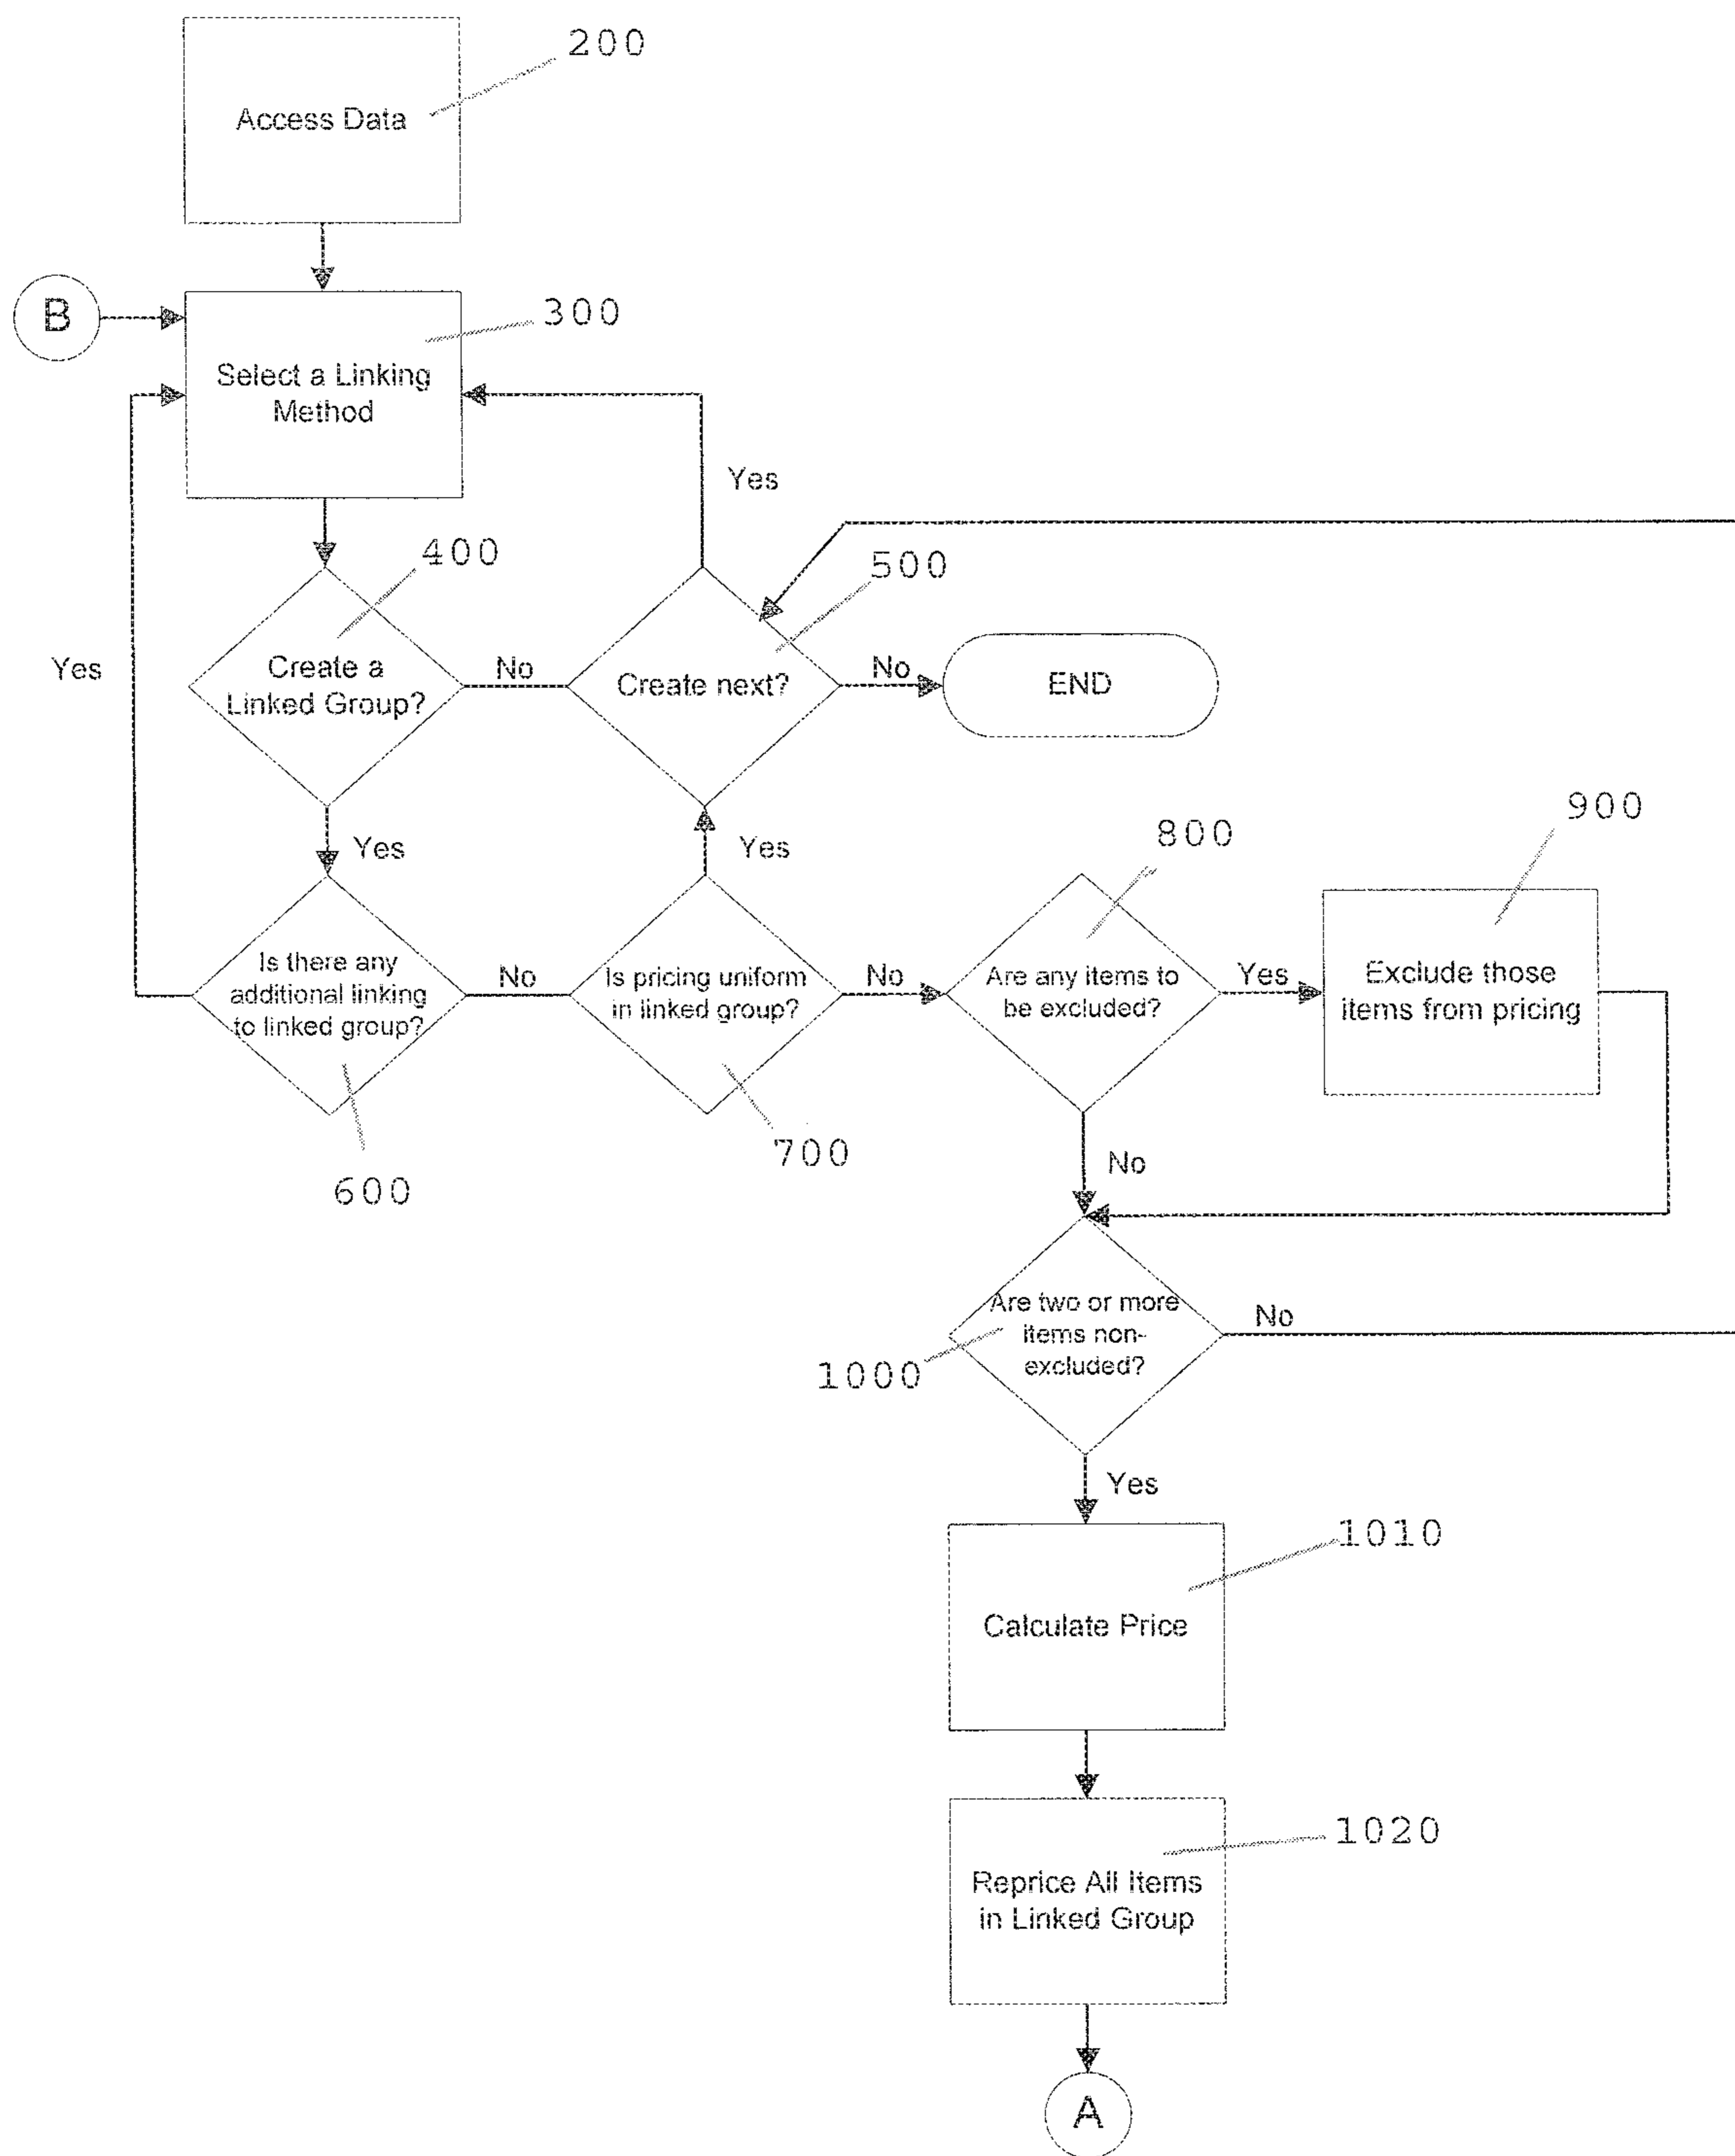 200
Access Data
B
300
Select a Linking
Method
Yes
400
500
Yes
Create a
Linked Group?
No
Create next?
No
END
Yes
Yes
800
900
Is there any
additional linking
to linked group?
No
Is pricing uniform
in linked group?
No
Are any items to
be excluded?
Yes
Exclude those
items from pricing
600
700
No
Are two or more
items non-
excluded?
No
1000
Yes
1010
Calculate Price
1020
Reprice All Items
in Linked Group
A